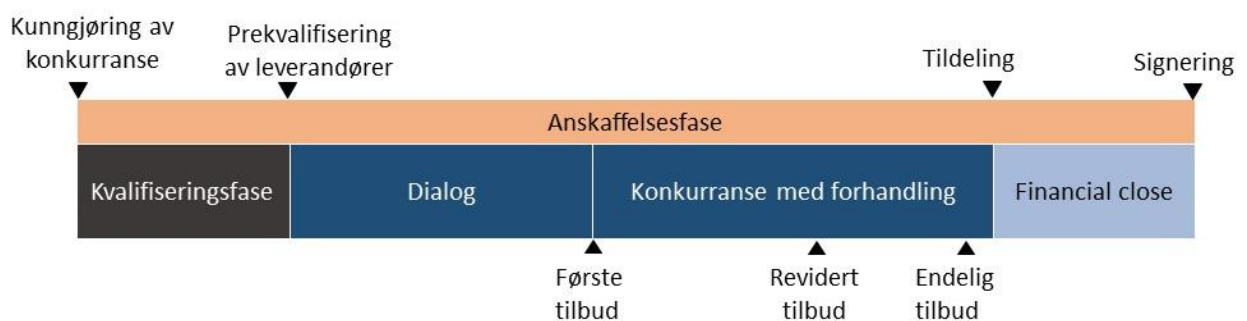 Kunngjøring av
konkurranse
Prekvalifisering
av leverandører
Tildeling
Signering
Anskaffelsesfase
Kvalifiseringsfase
Dialog
Konkurranse med forhandling
Financial close
Første
tilbud
Revidert
tilbud
Endelig
tilbud